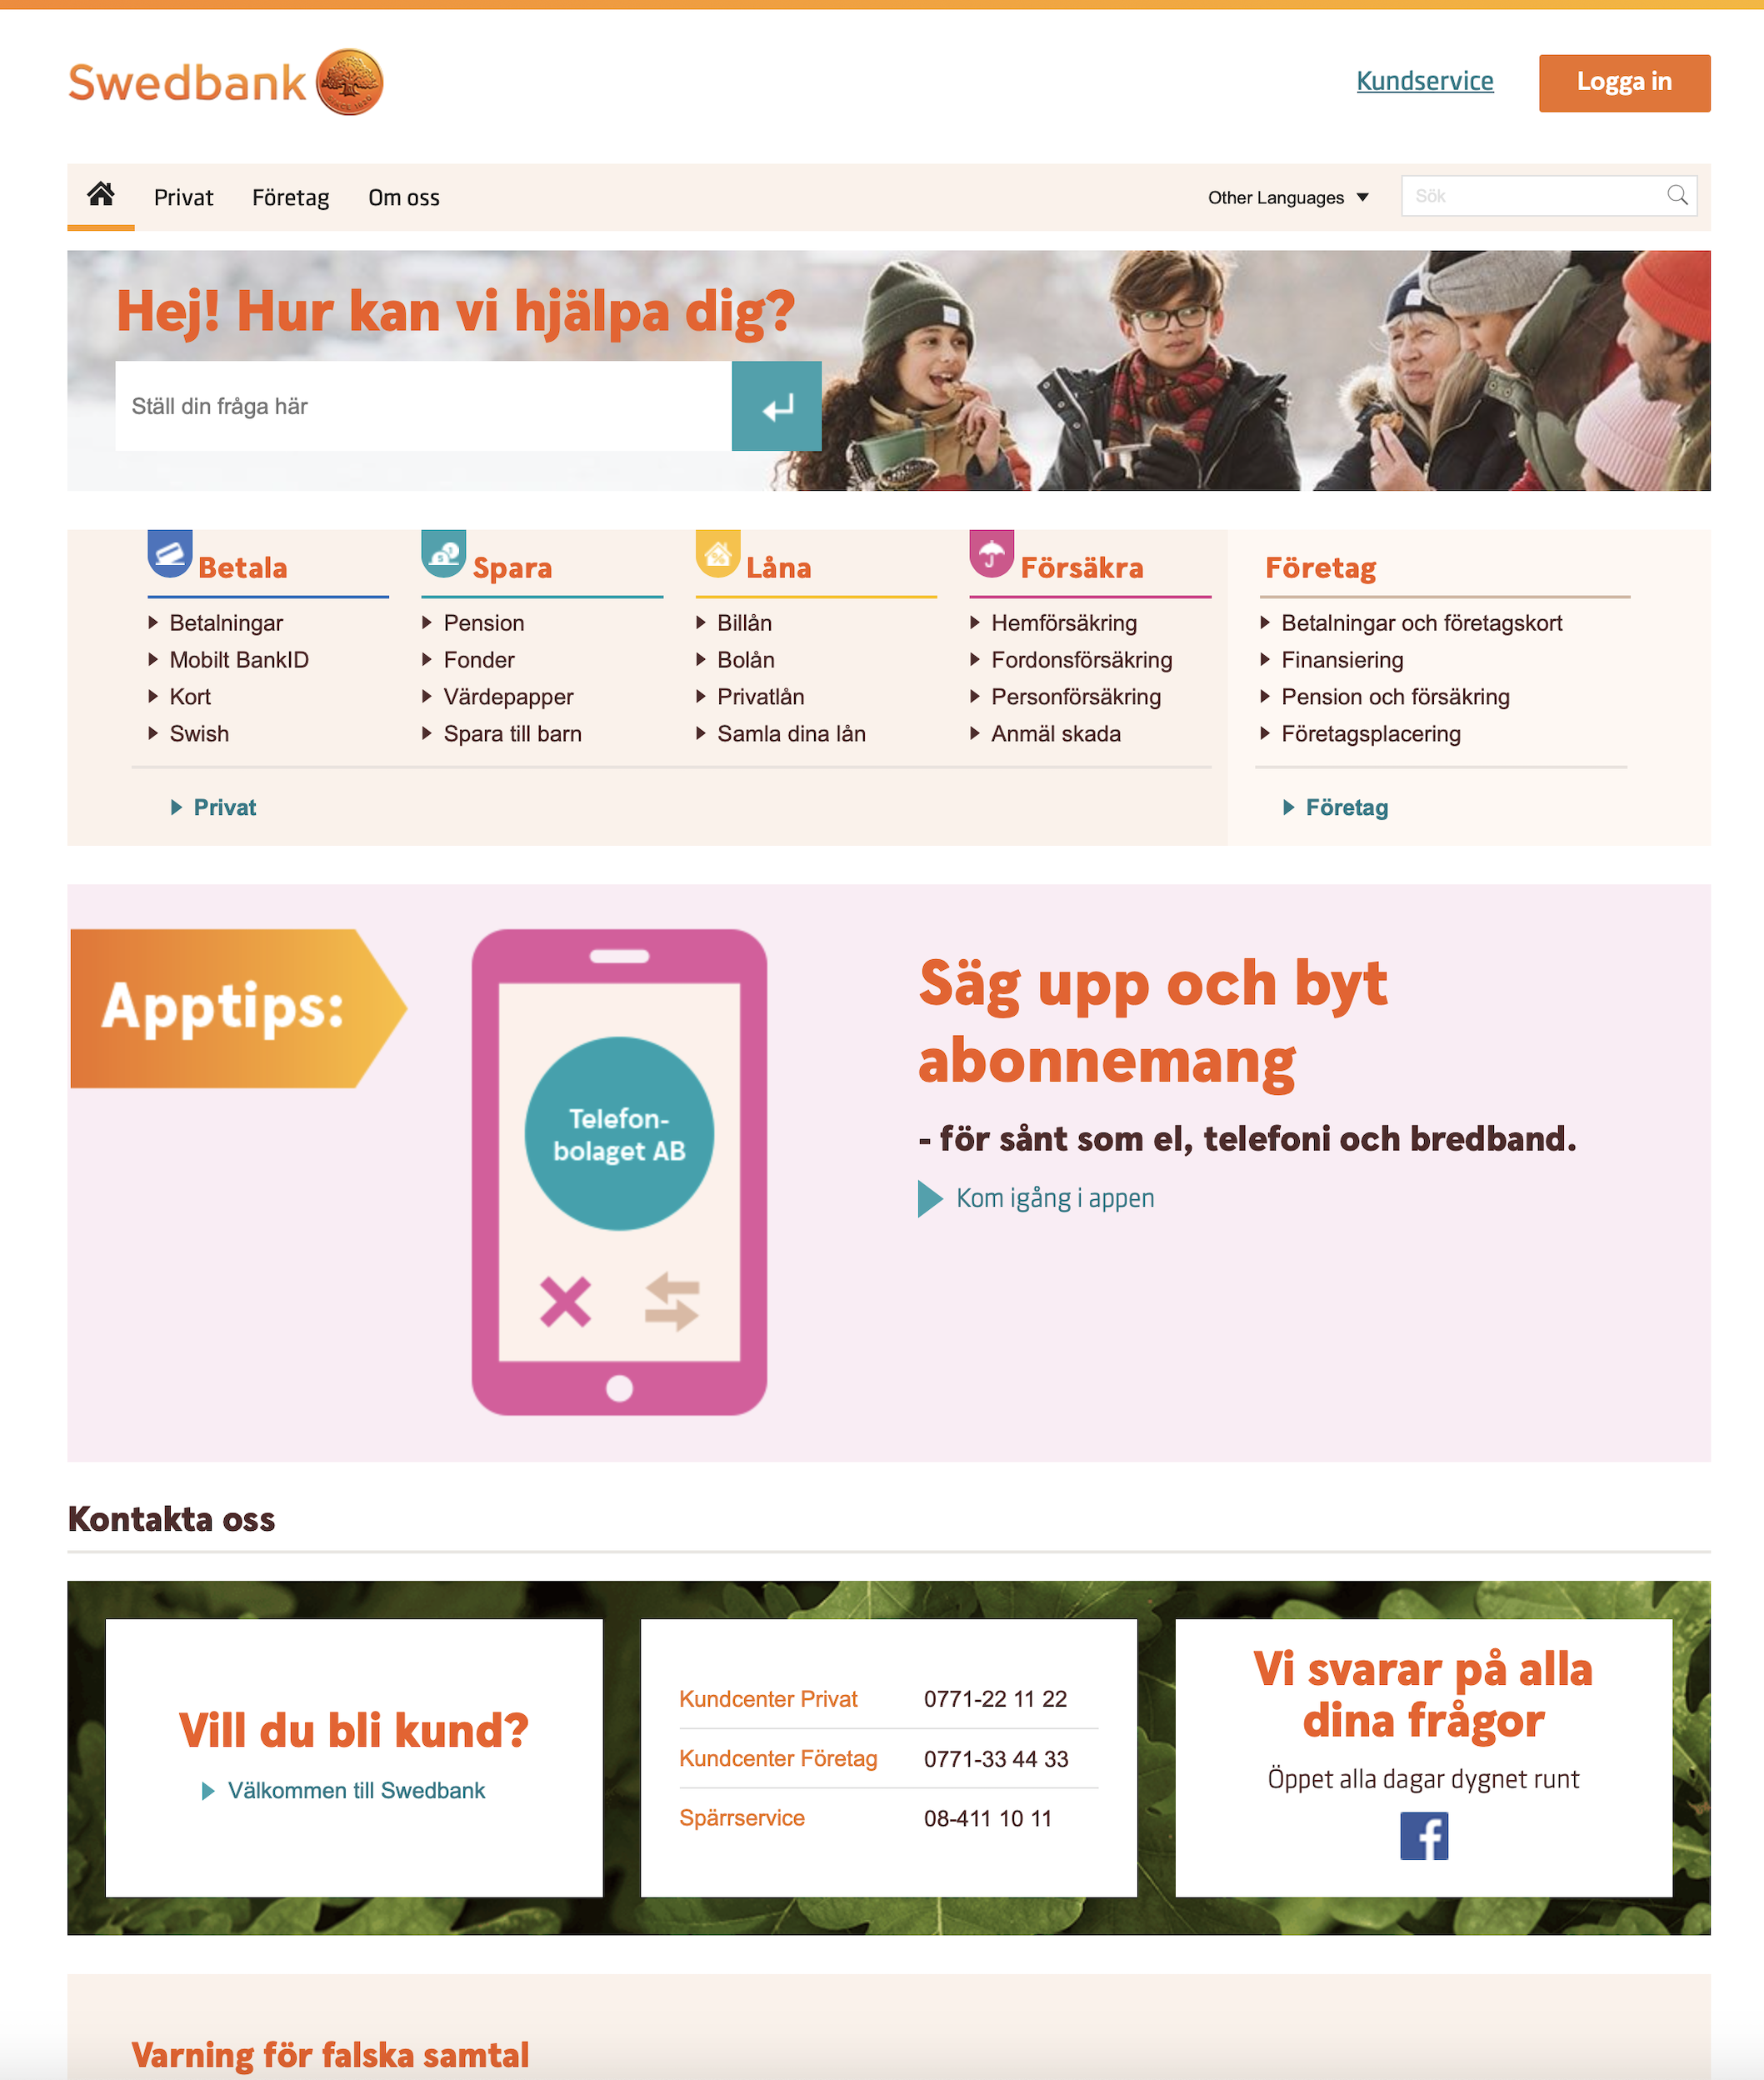 Swedbank
SINCE 1820
Kundservice
Logga in
Privat
Företag
Om oss
Other Languages
Sök
Hej! Hur kan vi hjälpa dig?
Ställ din fråga här
Betala
Betalningar
Mobilt BankID
Kort
Swish
Spara
Pension
Fonder
Värdepapper
Spara till barn
Låna
Billån
Bolån
Privatlån
Samla dina lån
Försäkra
Hemförsäkring
Fordonsförsäkring
Personförsäkring
Anmäl skada
Privat
Företag
Betalningar och företagskort
Finansiering
Pension och försäkring
Företagsplacering
Företag
Apptips:
Telefon-
bolaget AB
Säg upp och byt
abonnemang
- för sånt som el, telefoni och bredband.
Kom igång i appen
Kontakta oss
Vill du bli kund?
Välkommen till Swedbank
Kundcenter Privat 0771-22 11 22
Kundcenter Företag 0771-33 44 33
Spärrservice 08-411 10 11
Vi svarar på alla
dina frågor
Öppet alla dagar dygnet runt
Varning för falska samtal